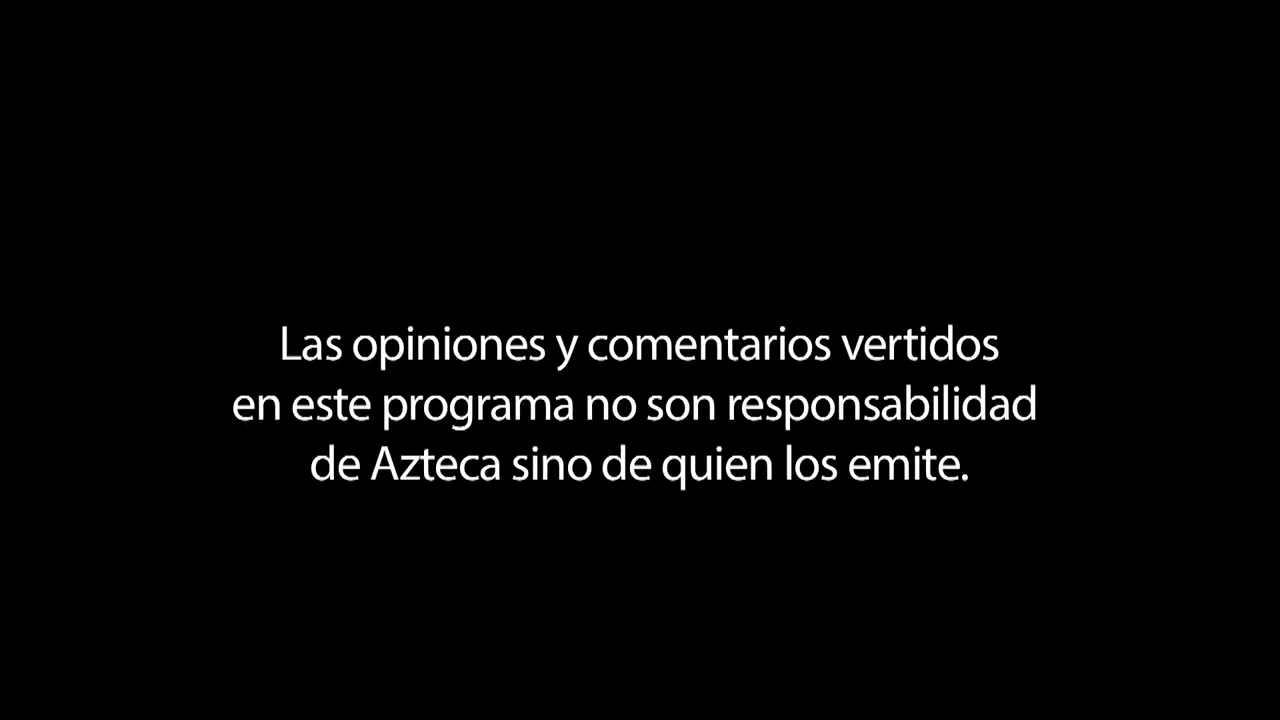 Las opiniones y comentarios vertidos
en este programa no son responsabilidad
de Azteca sino de quien los emite.